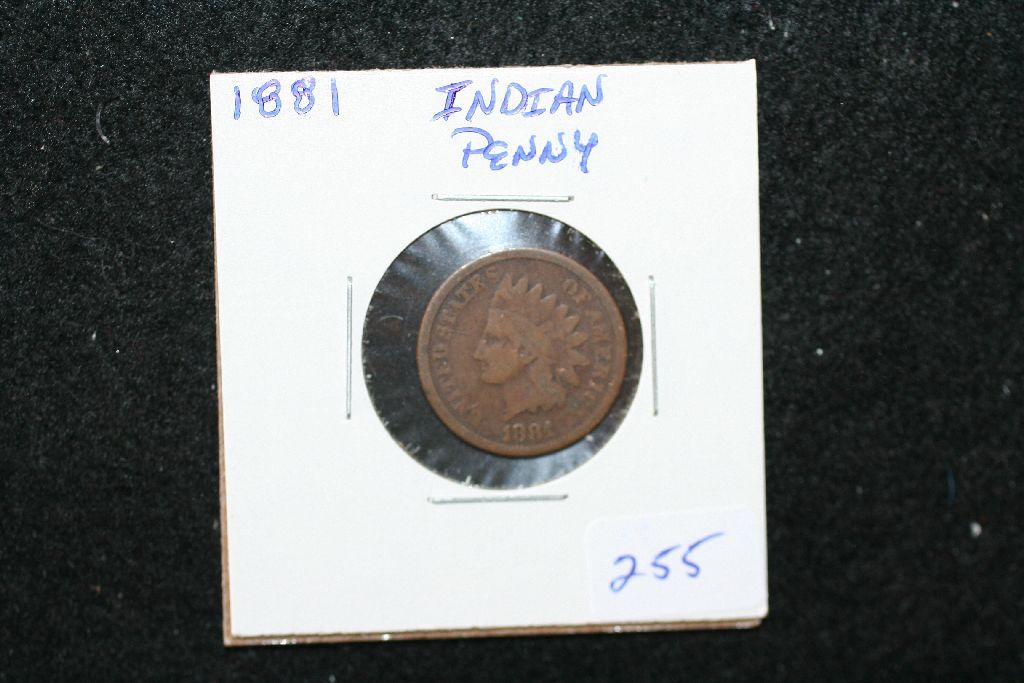 1881 INDIAN
PENNY
UNITED STATES OF AMERICA
1881
255